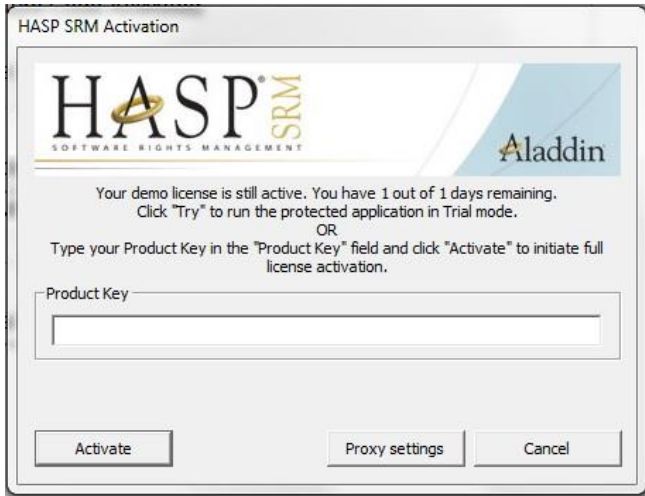 HASP SRM Activation
HASP SRM
SOFTWARE RIGHTS MANAGEMENT
Aladdin
Your demo license is still active. You have 1 out of 1 days remaining.
Click "Try" to run the protected application in Trial mode.
OR
Type your Product Key in the "Product Key" field and click "Activate" to initiate full
license activation.
Product Key
Activate
Proxy settings
Cancel